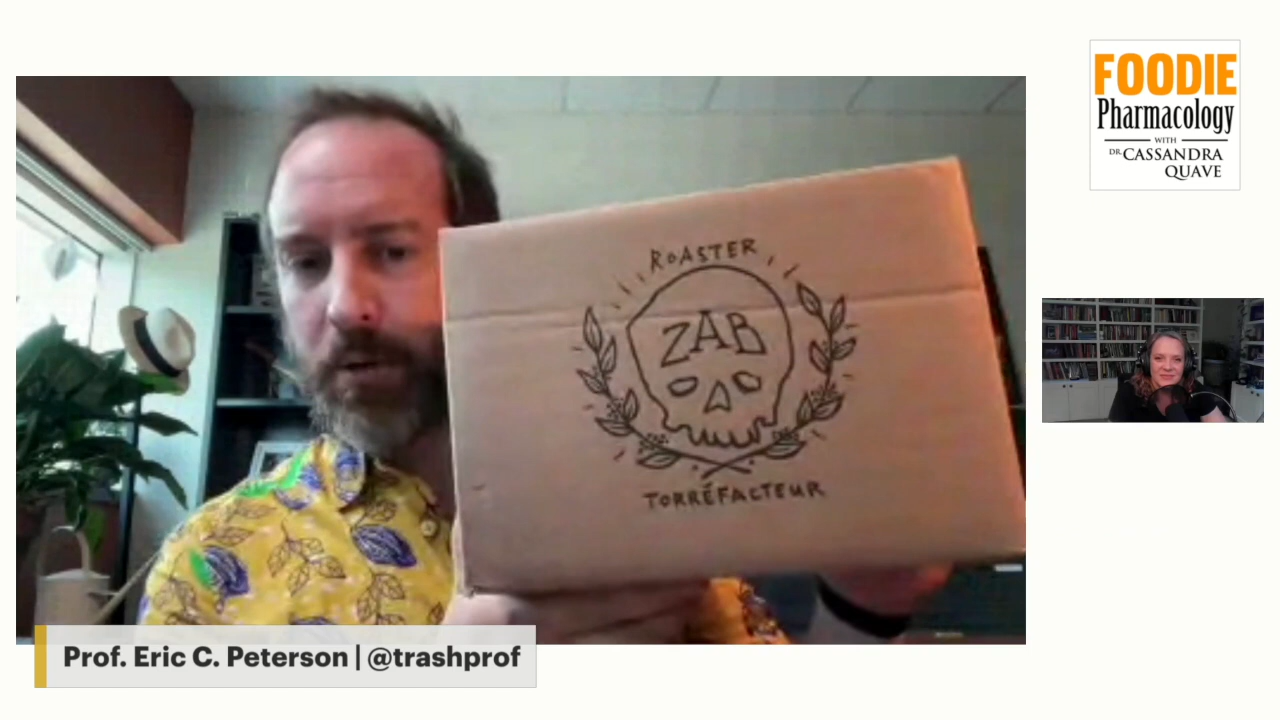 FOODIE
Pharmacology
WITH
DR. CASSANDRA
QUAVE
ROASTER
ZAB
TORRÉFACTEUR
Prof. Eric C. Peterson | @trashprof